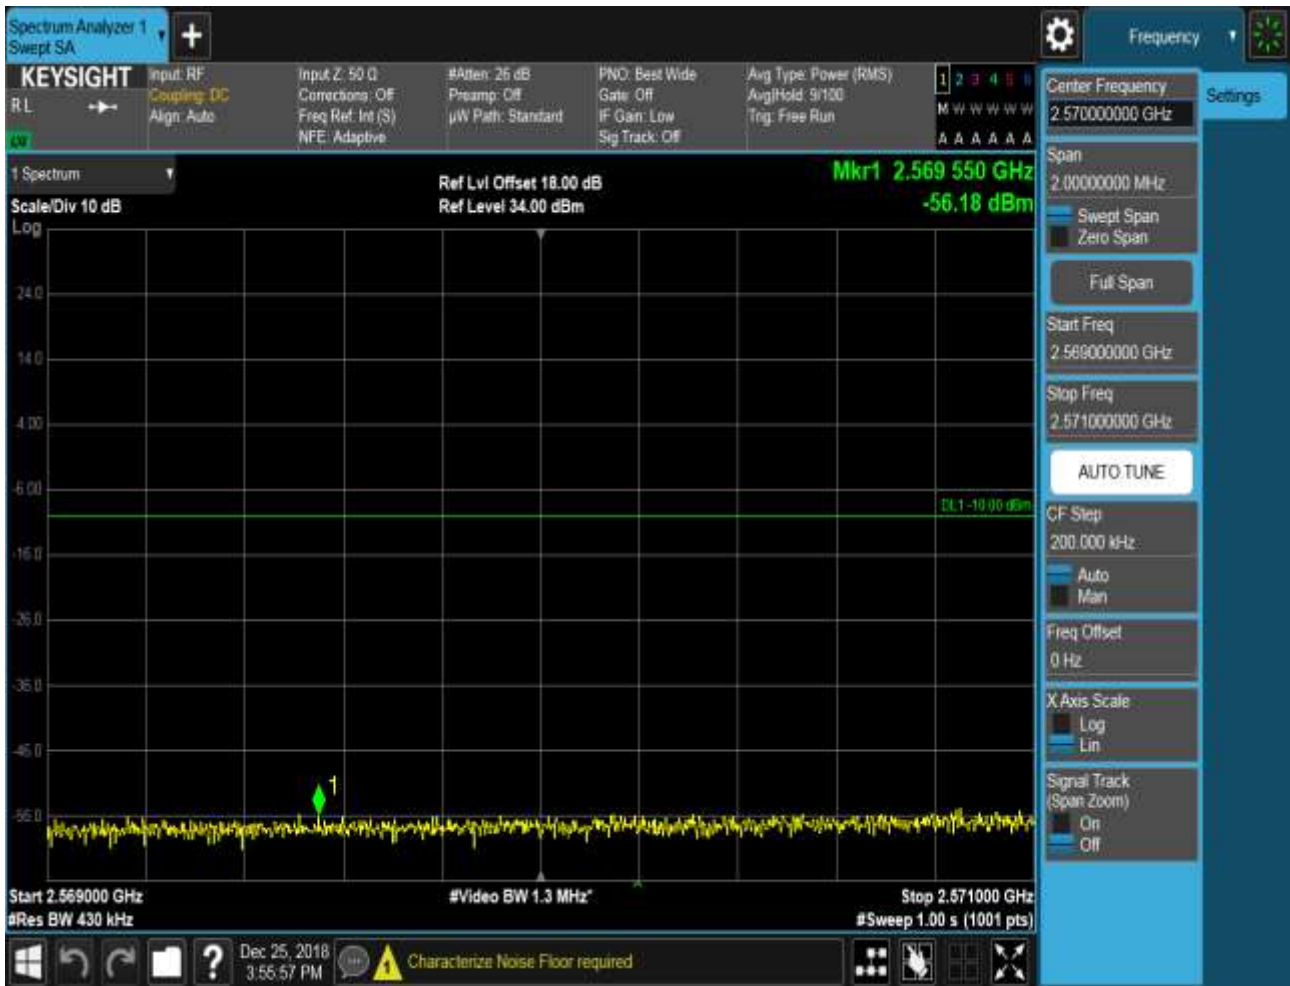 Spectrum Analyzer 1
Swept SA
Frequency
KEYSIGHT
R L
Input: RF
Coupling: DC
Align: Auto
Input Z: 50 Ω
Corrections: Off
Freq Ref: Int (S)
NFE: Adaptive
#Atten: 26 dB
Preamp: Off
µW Path: Standard
PNO: Best Wide
Gate: Off
IF Gain: Low
Sig Track: Off
Avg Type: Power (RMS)
Avg|Hold: 9/100
Trig: Free Run
1 2 3 4 5 6
M W W W W W
A A A A A A
1 Spectrum
Scale/Div 10 dB
Log
Ref Lvl Offset 18.00 dB
Ref Level 34.00 dBm
Mkr1 2.569 550 GHz
-56.18 dBm
24.0
14.0
4.00
-6.00
DL1 -10.00 dBm
-16.0
-26.0
-36.0
-46.0
1
-56.0
Start 2.569000 GHz
#Res BW 430 kHz
#Video BW 1.3 MHz*
Stop 2.571000 GHz
#Sweep 1.00 s (1001 pts)
Dec 25, 2018
3:55:57 PM
1
Characterize Noise Floor required
Center Frequency
2.570000000 GHz
Settings
Span
2.00000000 MHz
Swept Span
Zero Span
Full Span
Start Freq
2.569000000 GHz
Stop Freq
2.571000000 GHz
AUTO TUNE
CF Step
200.000 kHz
Auto
Man
Freq Offset
0 Hz
X Axis Scale
Log
Lin
Signal Track
(Span Zoom)
On
Off